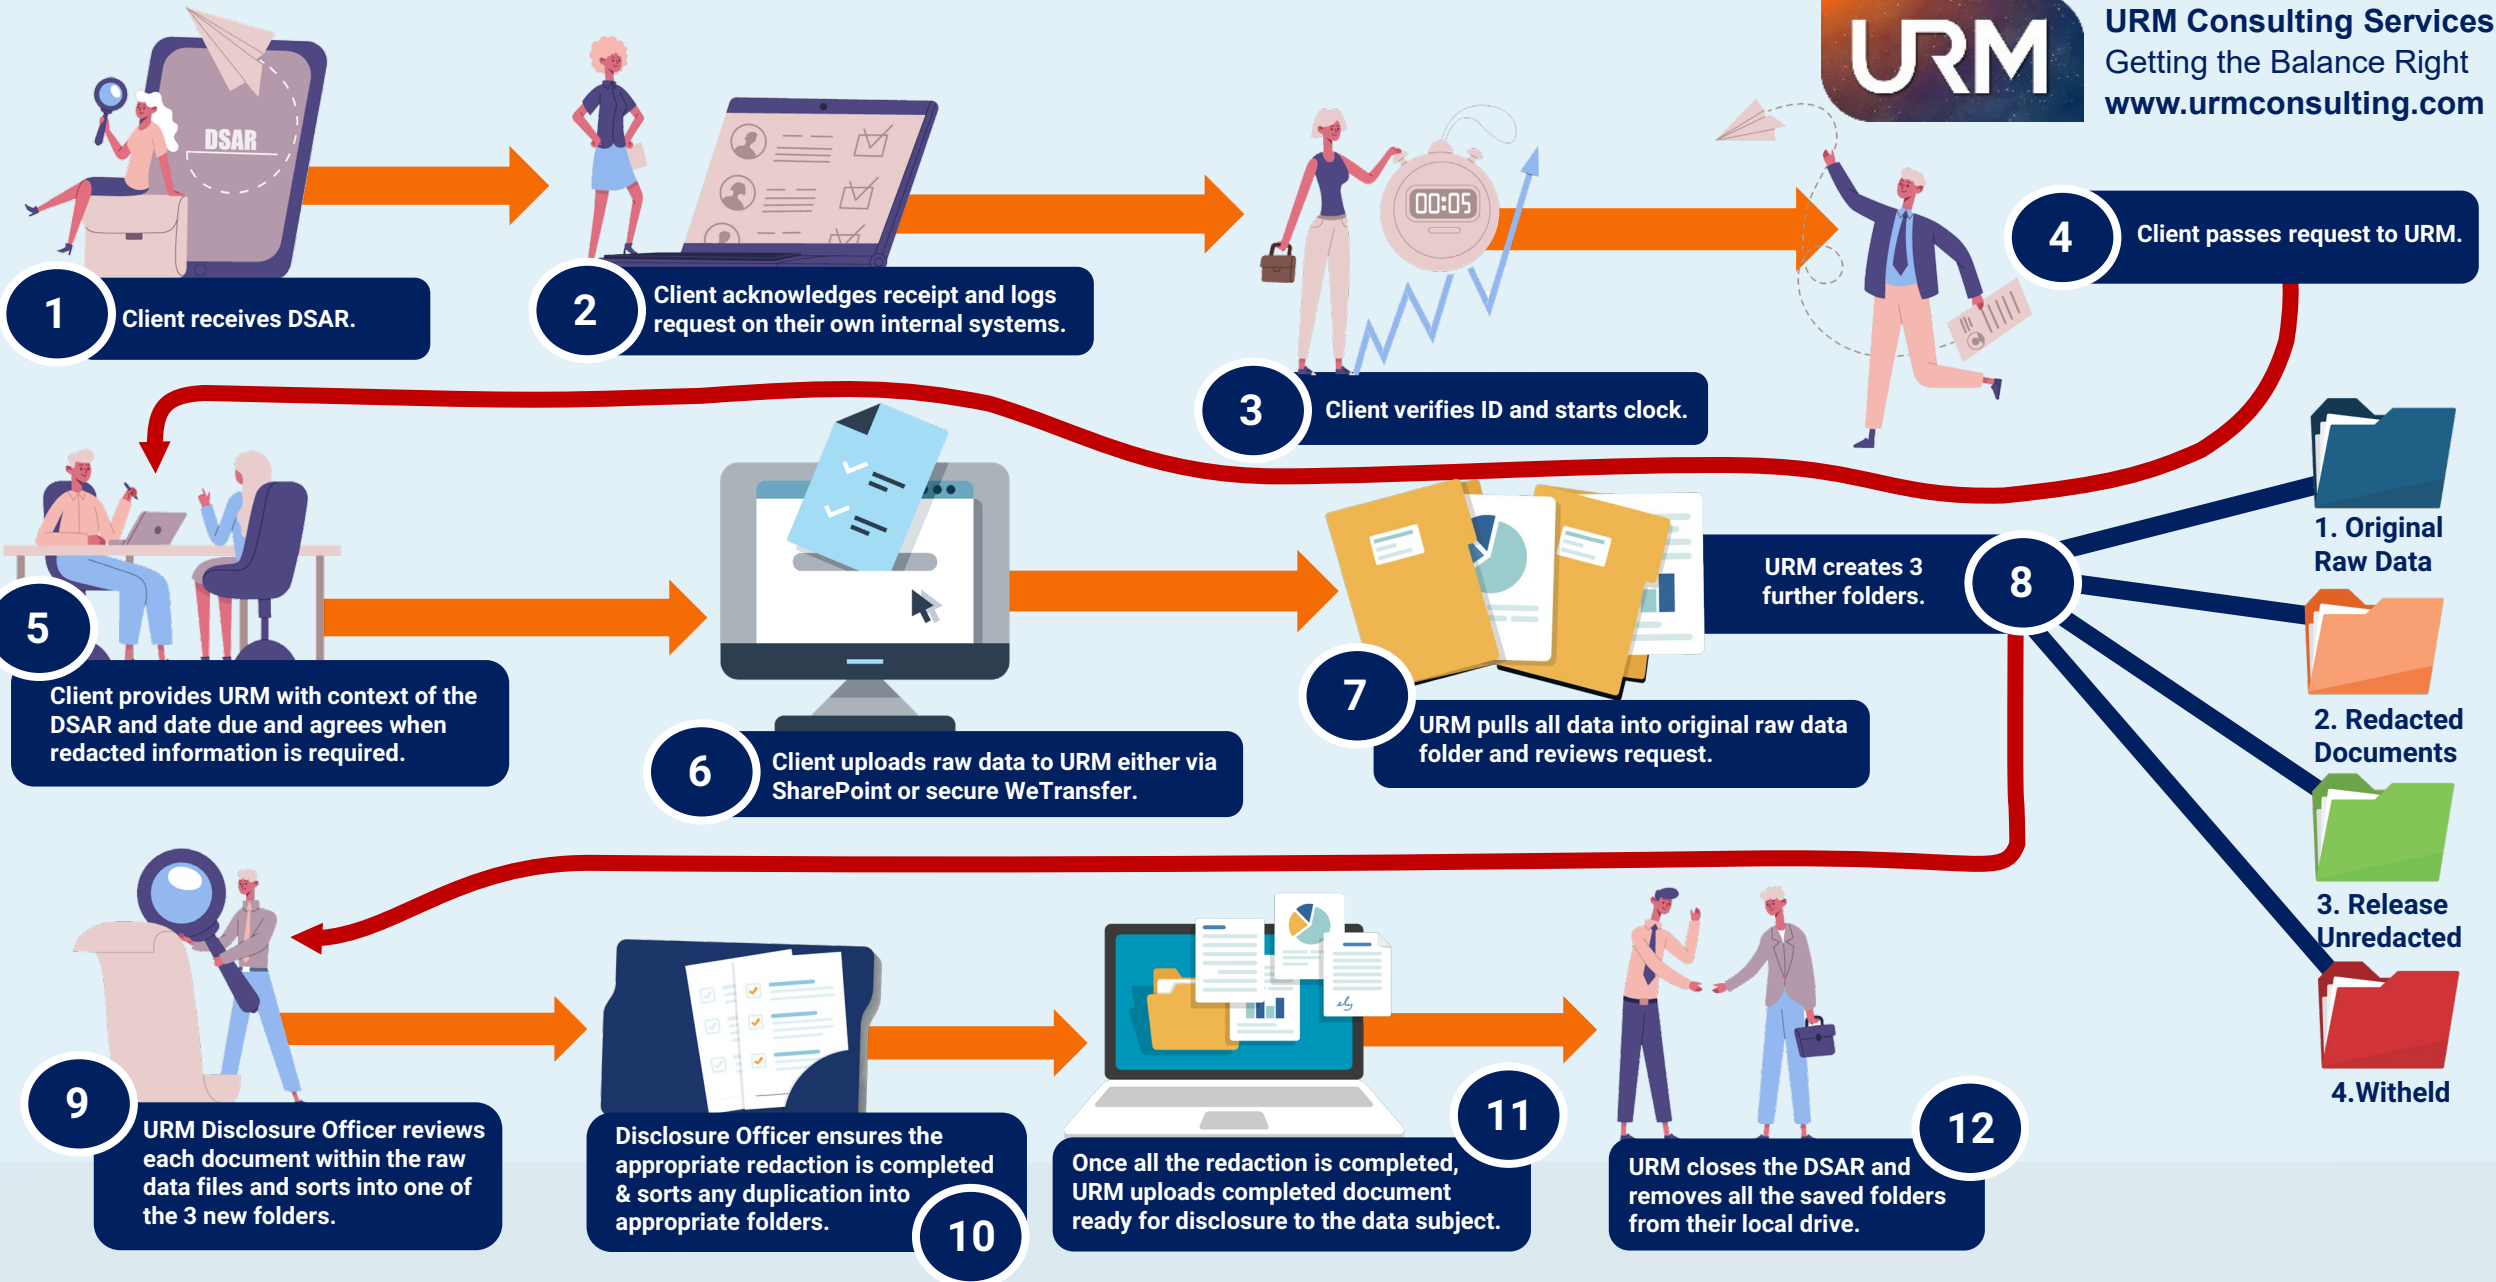 URM
URM Consulting Services
Getting the Balance Right
www.urmconsulting.com
DSAR
1
Client receives DSAR.
2
Client acknowledges receipt and logs
request on their own internal systems.
00:05
3
Client verifies ID and starts clock.
4
Client passes request to URM.
5
Client provides URM with context of the
DSAR and date due and agrees when
redacted information is required.
6
Client uploads raw data to URM either via
SharePoint or secure WeTransfer.
7
URM pulls all data into original raw data
folder and reviews request.
URM creates 3
further folders.
8
1. Original
Raw Data
2. Redacted
Documents
3. Release
Unredacted
4.Witheld
9
URM Disclosure Officer reviews
each document within the raw
data files and sorts into one of
the 3 new folders.
Disclosure Officer ensures the
appropriate redaction is completed
& sorts any duplication into
appropriate folders.
10
11
Once all the redaction is completed,
URM uploads completed document
ready for disclosure to the data subject.
12
URM closes the DSAR and
removes all the saved folders
from their local drive.